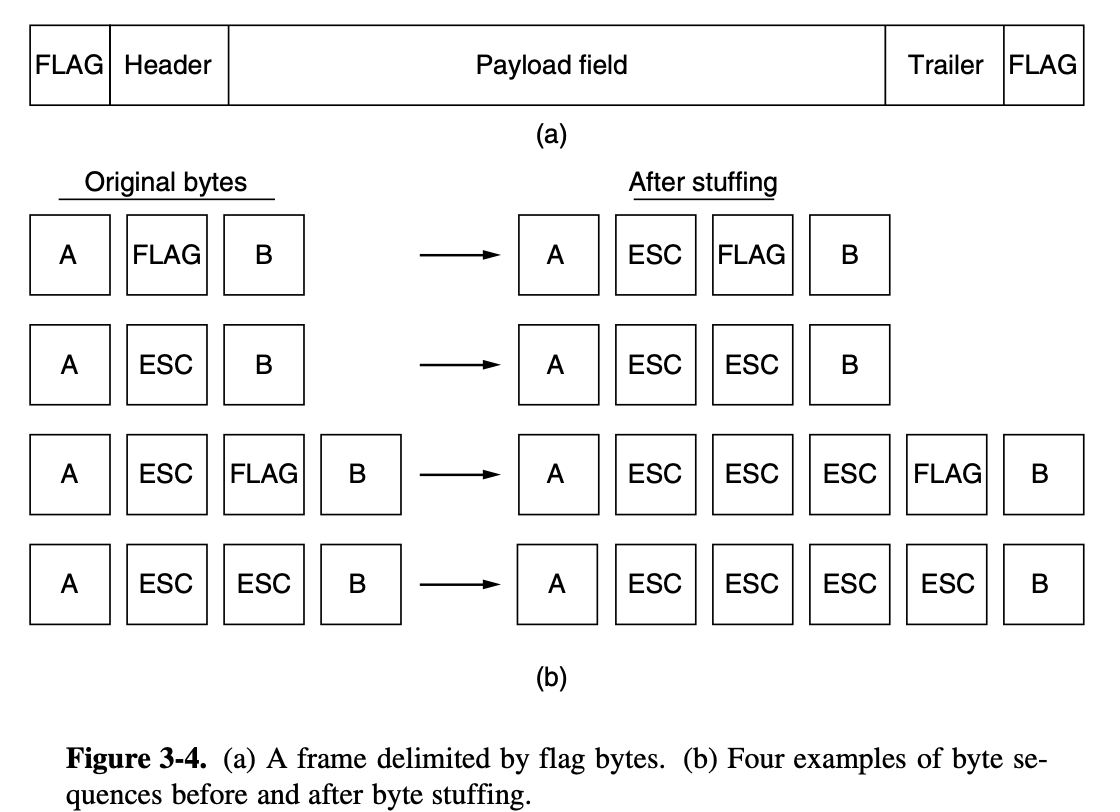 FLAG Header Payload field Trailer FLAG
(a)
Original bytes After stuffing
A FLAG B A ESC FLAG B
A ESC B A ESC ESC B
A ESC FLAG B A ESC ESC ESC FLAG B
A ESC ESC B A ESC ESC ESC ESC B
(b)
Figure 3-4. (a) A frame delimited by flag bytes. (b) Four examples of byte se-
quences before and after byte stuffing.